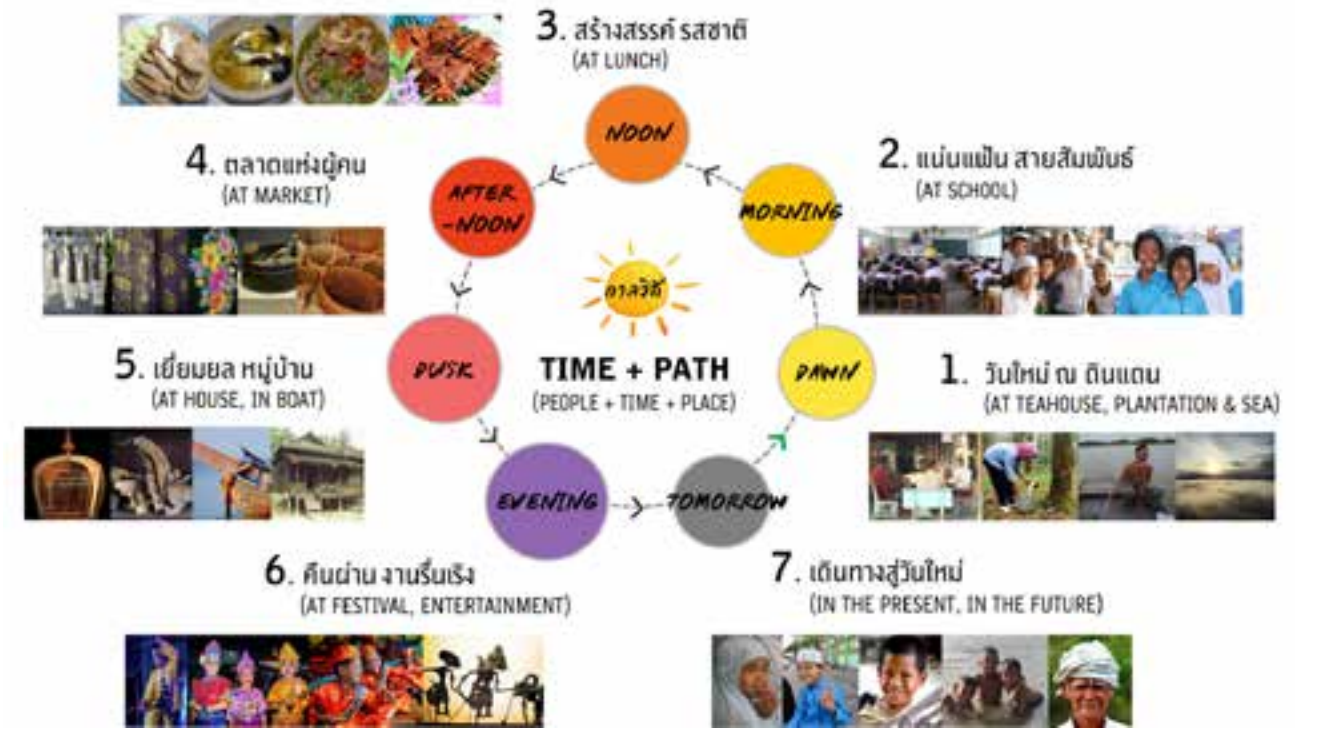 3. สร้างสรรค์ รสชาติ
(AT LUNCH)
NOON
4. ตลาดแห่งผู้คน
(AT MARKET)
AFTER
-NOON
2. แน่นแฟ้น สายสัมพันธ์
(AT SCHOOL)
MORNING
กาลวิถี
TIME + PATH
(PEOPLE + TIME + PLACE)
5. เยี่ยมยล หมู่บ้าน
(AT HOUSE, IN BOAT)
DUSK
DAWN
1. วันใหม่ ณ ดินแดน
(AT TEAHOUSE, PLANTATION & SEA)
EVENING
TOMORROW
6. คืนผ่าน งานรื่นเริง
(AT FESTIVAL, ENTERTAINMENT)
7. เดินทางสู่วันใหม่
(IN THE PRESENT, IN THE FUTURE)